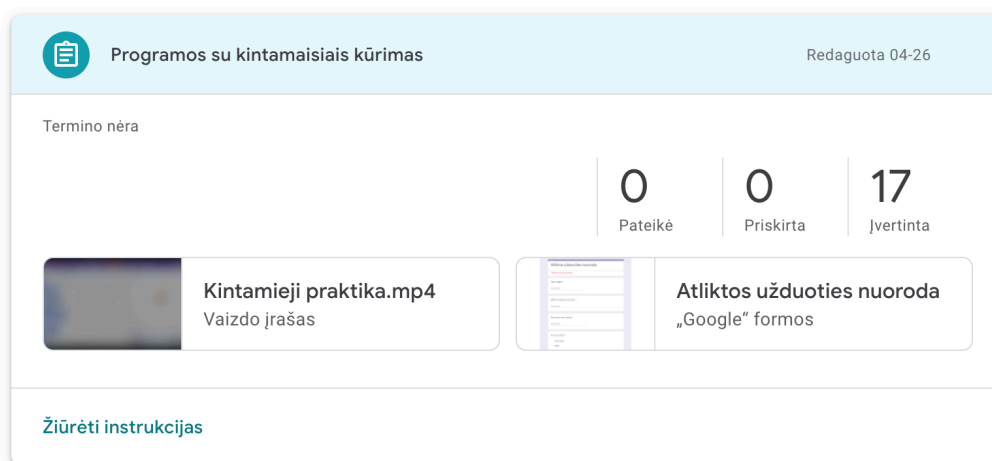 Programos su kintamaisiais kūrimas
Redaguota 04-26
Termino nėra
0
Pateikė
0
Priskirta
17
Įvertinta
Kintamieji praktika.mp4
Vaizdo įrašas
Atliktos užduoties nuoroda
„Google“ formos
Žiūrėti instrukcijas